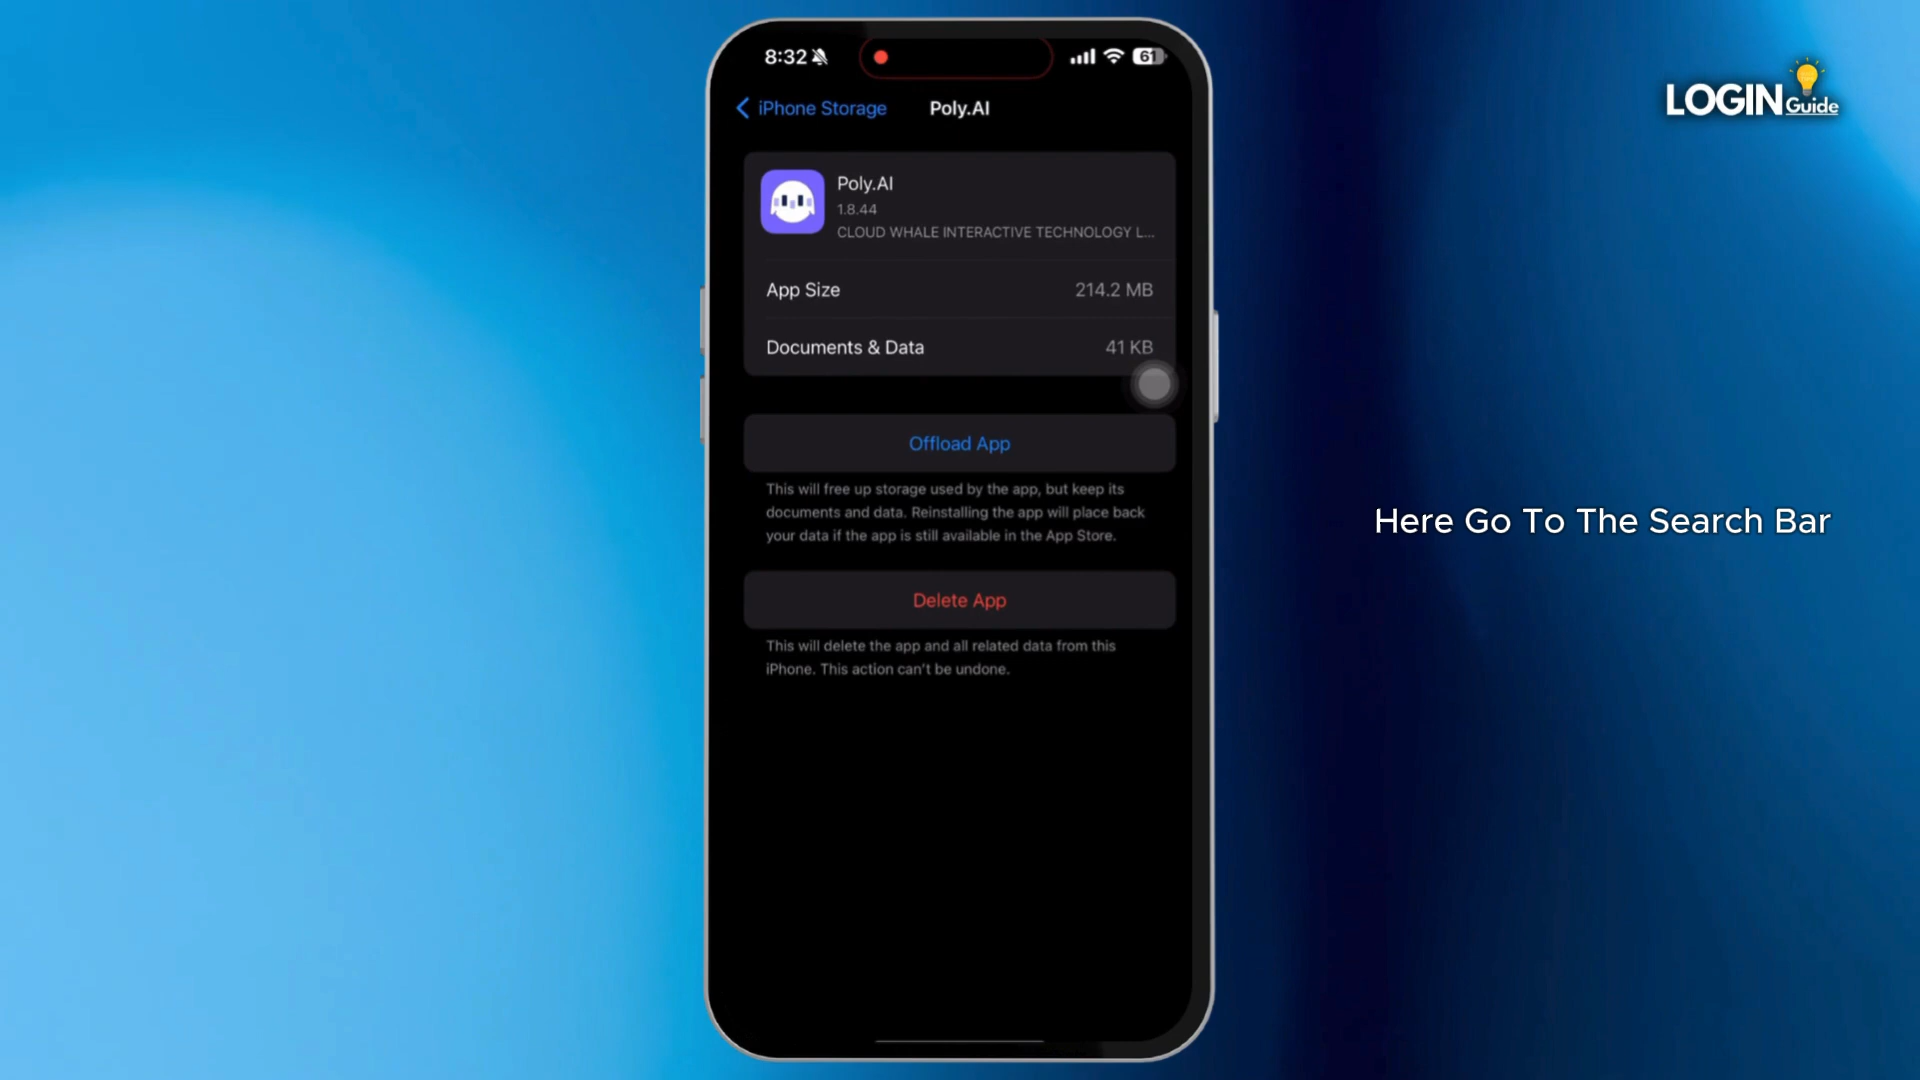 8:32
61
iPhone Storage
Poly.AI
Poly.AI
1.8.44
CLOUD WHALE INTERACTIVE TECHNOLOGY L...
App Size
214.2 MB
Documents & Data
41 KB
Offload App
This will free up storage used by the app, but keep its
documents and data. Reinstalling the app will place back
your data if the app is still available in the App Store.
Delete App
This will delete the app and all related data from this
iPhone. This action can't be undone.
LOGIN Guide
Here Go To The Search Bar